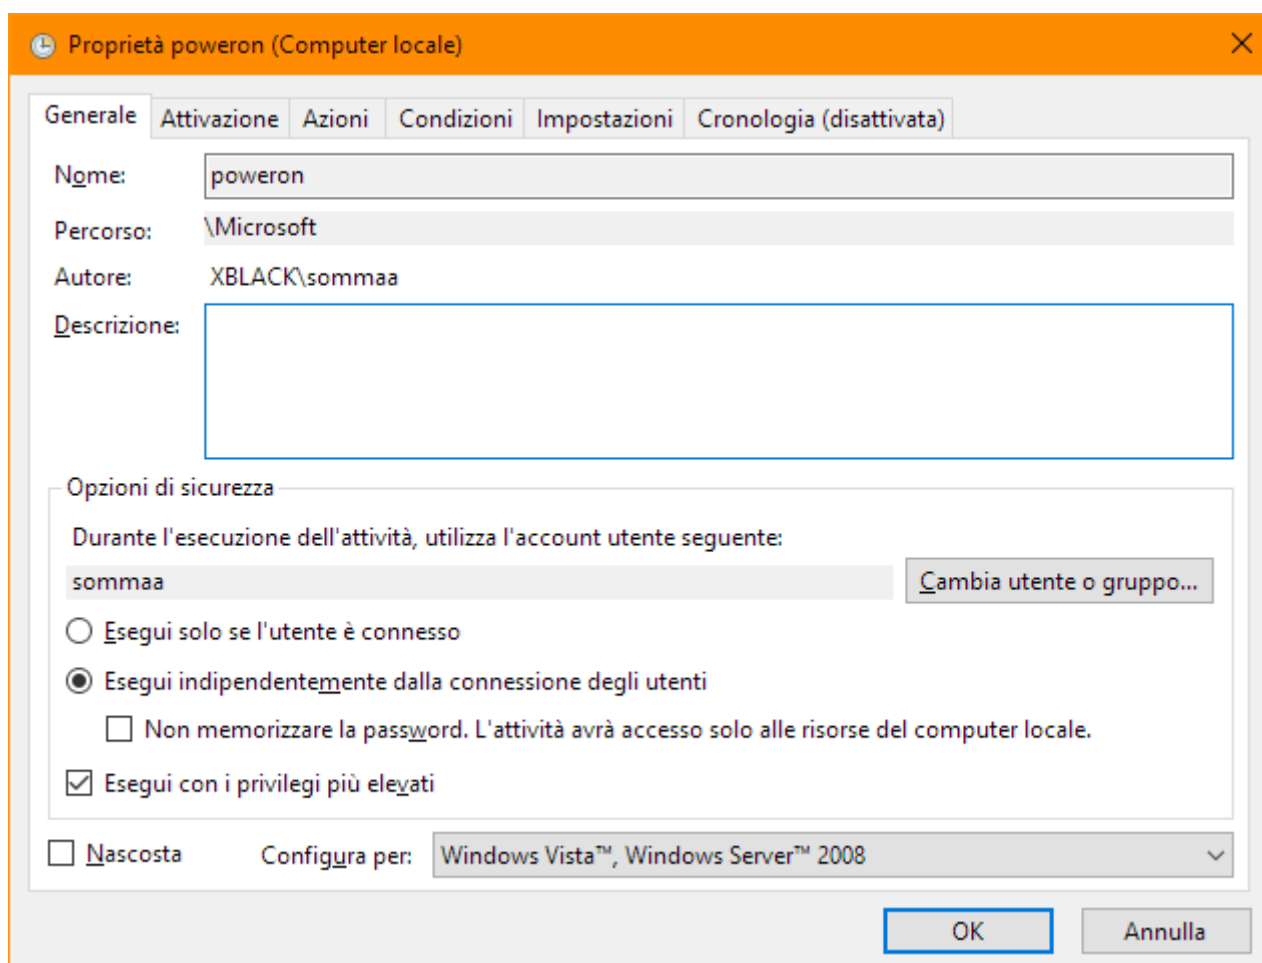 Proprietà poweron (Computer locale)
Generale Attivazione Azioni Condizioni Impostazioni Cronologia (disattivata)
Nome: poweron
Percorso: \Microsoft
Autore: XBLACK\sommaa
Descrizione:
Opzioni di sicurezza
Durante l'esecuzione dell'attività, utilizza l'account utente seguente:
sommaa Cambia utente o gruppo...
Esegui solo se l'utente è connesso
Esegui indipendentemente dalla connessione degli utenti
Non memorizzare la password. L'attività avrà accesso solo alle risorse del computer locale.
Esegui con i privilegi più elevati
Nascosta Configura per: Windows Vista™, Windows Server™ 2008
OK Annulla